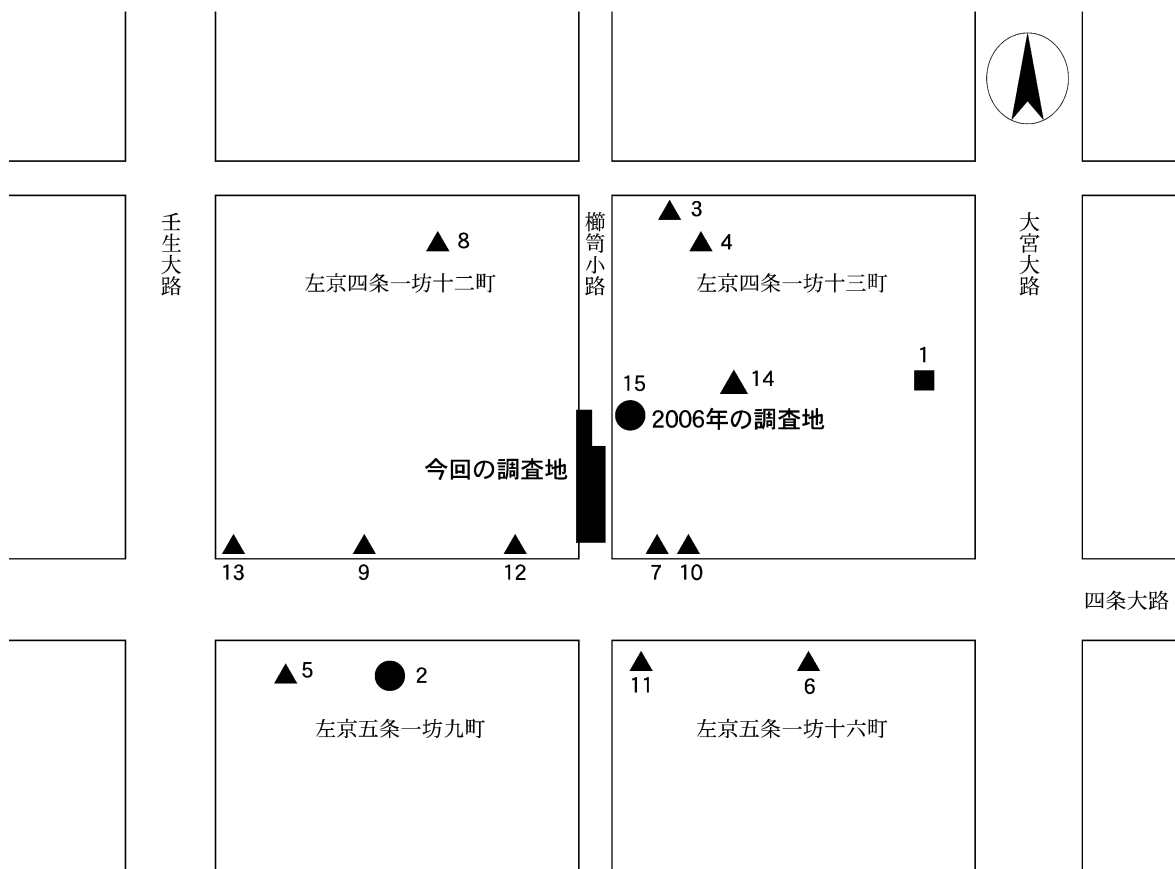 3
4
8
壬生大路
櫛笥小路
大宮大路
左京四条一坊十二町
左京四条一坊十三町
1
14
15
2006年の調査地
今回の調査地
13
9
12
7
10
四条大路
5
2
11
6
左京五条一坊九町
左京五条一坊十六町